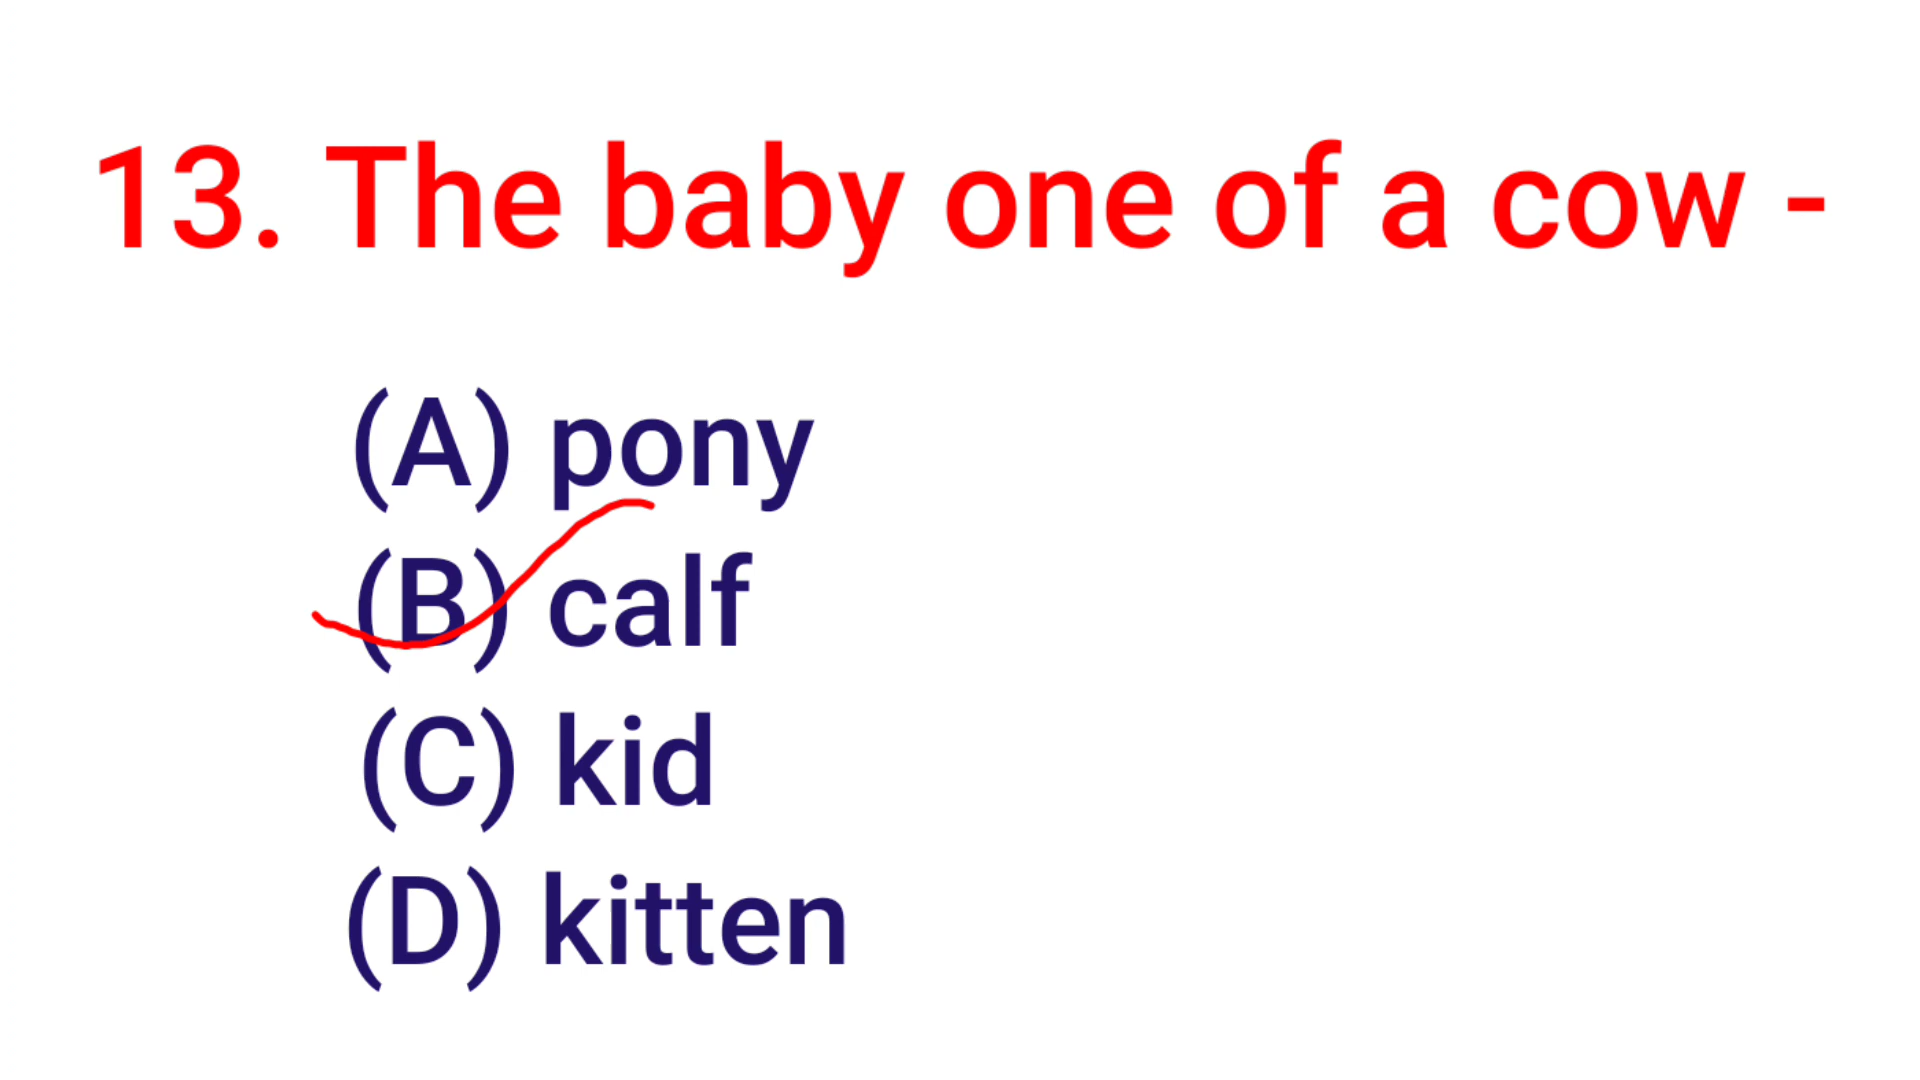 13. The baby one of a cow -
(A) pony
(B) calf
(C) kid
(D) kitten